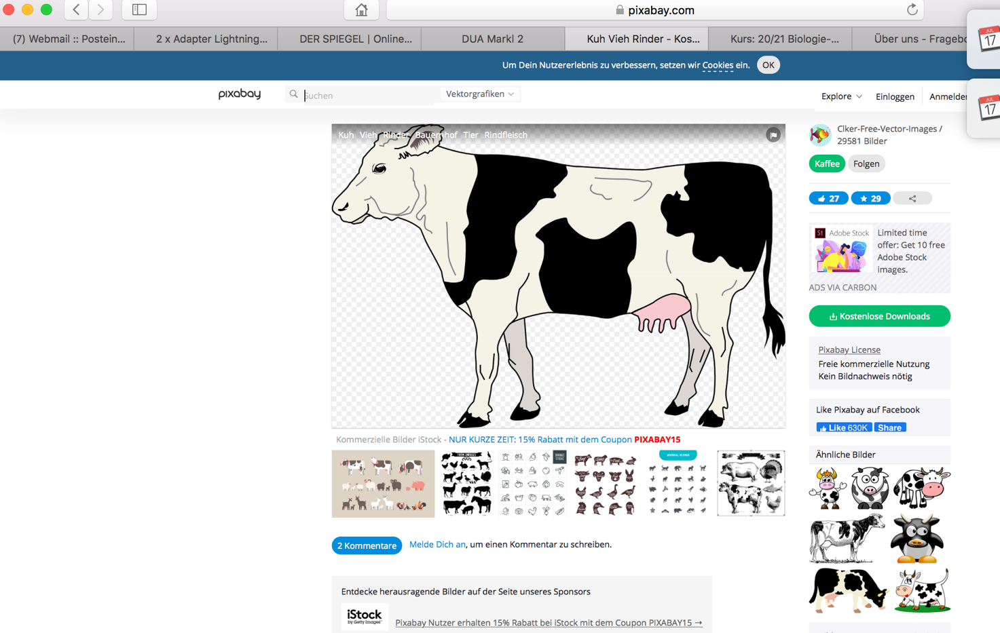 pixabay.com
(7) Webmail :: Postein...
2 x Adapter Lightning...
DER SPIEGEL | Online...
DUA Markl 2
Kuh Vieh Rinder - Kos...
Kurs: 20/21 Biologie-...
Über uns - Frageb
JUL
17
JUL
17
Um Dein Nutzererlebnis zu verbessern, setzen wir Cookies ein. OK
pixabay
Suchen
Vektorgrafiken
Explore
Einloggen
Anmelden
Kuh Vieh Rinder Bauernhof Tier Rindfleisch
Clker-Free-Vector-Images /
29581 Bilder
Kaffee
Folgen
27
29
St Adobe Stock
Limited time
offer: Get 10 free
Adobe Stock
images.
ADS VIA CARBON
Kostenlose Downloads
Pixabay License
Freie kommerzielle Nutzung
Kein Bildnachweis nötig
Like Pixabay auf Facebook
Like 630K Share
Ähnliche Bilder
Kommerzielle Bilder iStock - NUR KURZE ZEIT: 15% Rabatt mit dem Coupon PIXABAY15
ANIMAL ICONS
2 Kommentare
Melde Dich an, um einen Kommentar zu schreiben.
Entdecke herausragende Bilder auf der Seite unseres Sponsors
iStock
by Getty Images™
Pixabay Nutzer erhalten 15% Rabatt bei iStock mit dem Coupon PIXABAY15 →